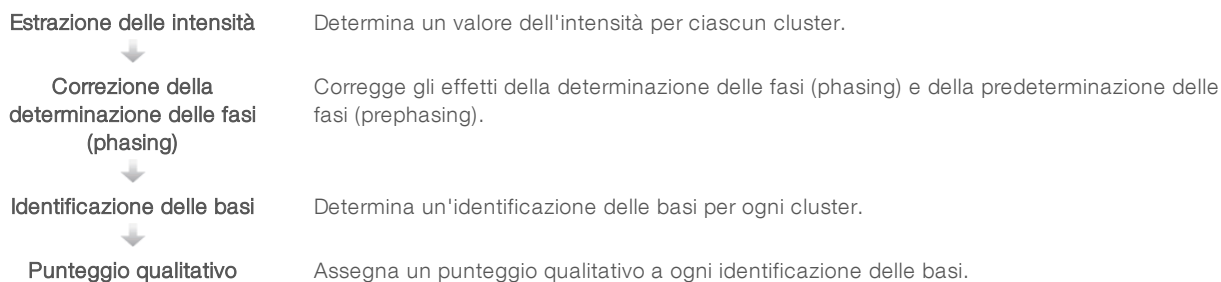 Estrazione delle intensità
Determina un valore dell'intensità per ciascun cluster.
Correzione della
determinazione delle fasi
(phasing)
Corregge gli effetti della determinazione delle fasi (phasing) e della predeterminazione delle
fasi (prephasing).
Identificazione delle basi
Determina un'identificazione delle basi per ogni cluster.
Punteggio qualitativo
Assegna un punteggio qualitativo a ogni identificazione delle basi.